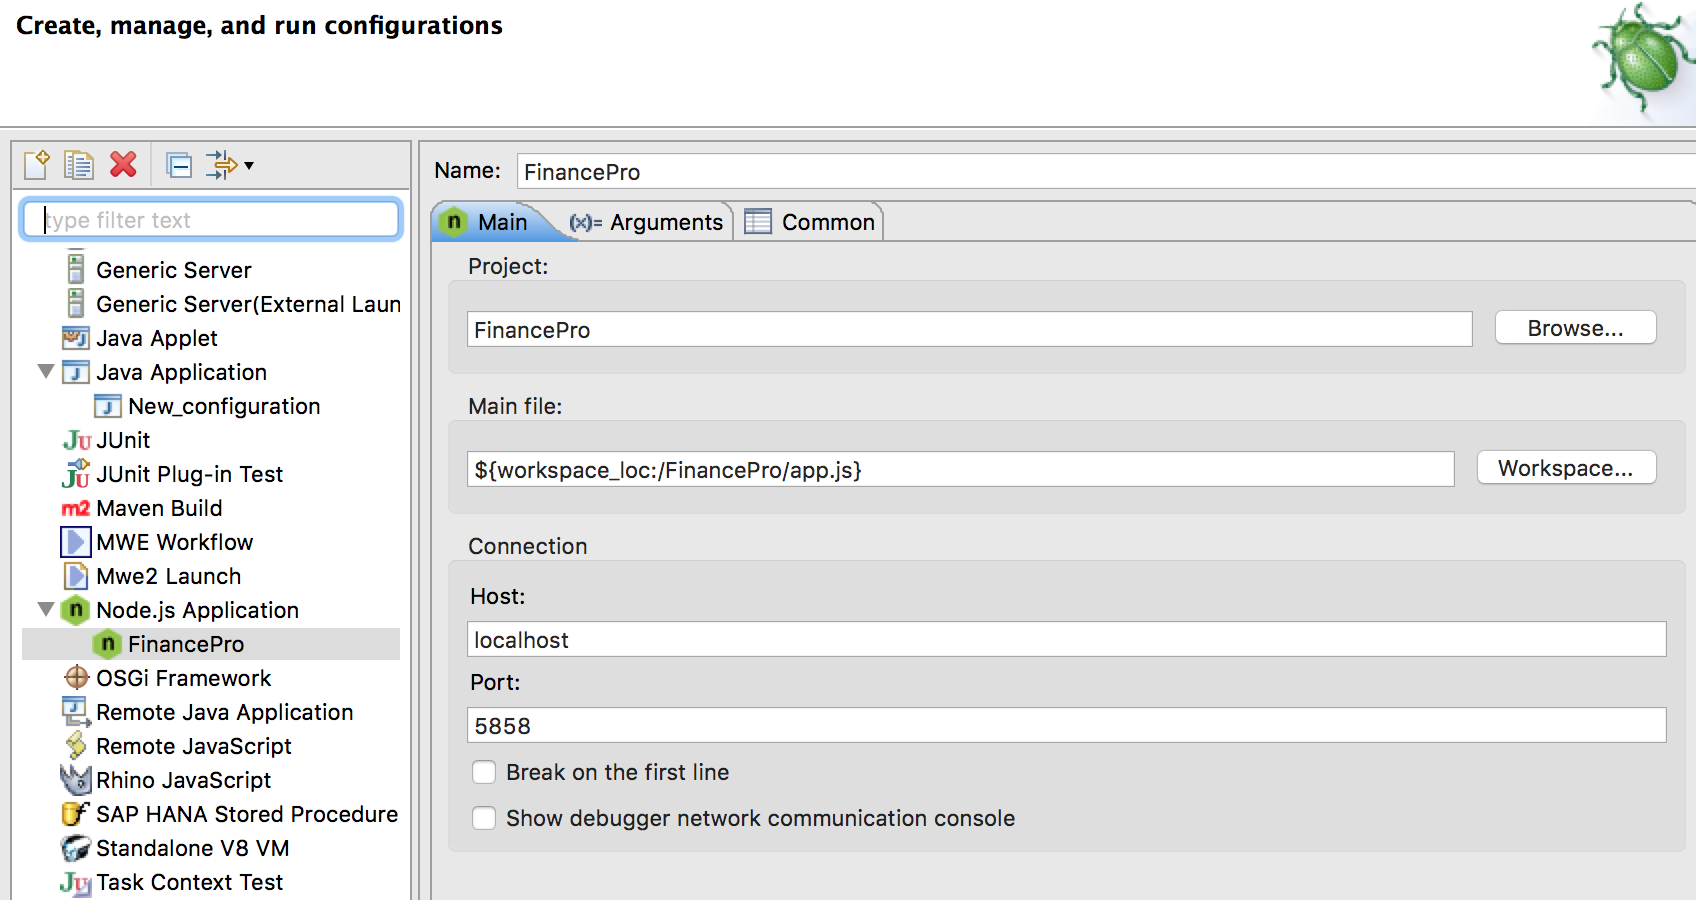 Create, manage, and run configurations
type filter text
Generic Server
Generic Server(External Laun
Java Applet
Java Application
New_configuration
JUnit
JUnit Plug-in Test
Maven Build
MWE Workflow
Mwe2 Launch
Node.js Application
FinancePro
OSGi Framework
Remote Java Application
Remote JavaScript
Rhino JavaScript
SAP HANA Stored Procedure
Standalone V8 VM
Task Context Test
Name: FinancePro
Main (x)= Arguments Common
Project:
FinancePro Browse...
Main file:
${workspace_loc:/FinancePro/app.js} Workspace...
Connection
Host:
localhost
Port:
5858
Break on the first line
Show debugger network communication console